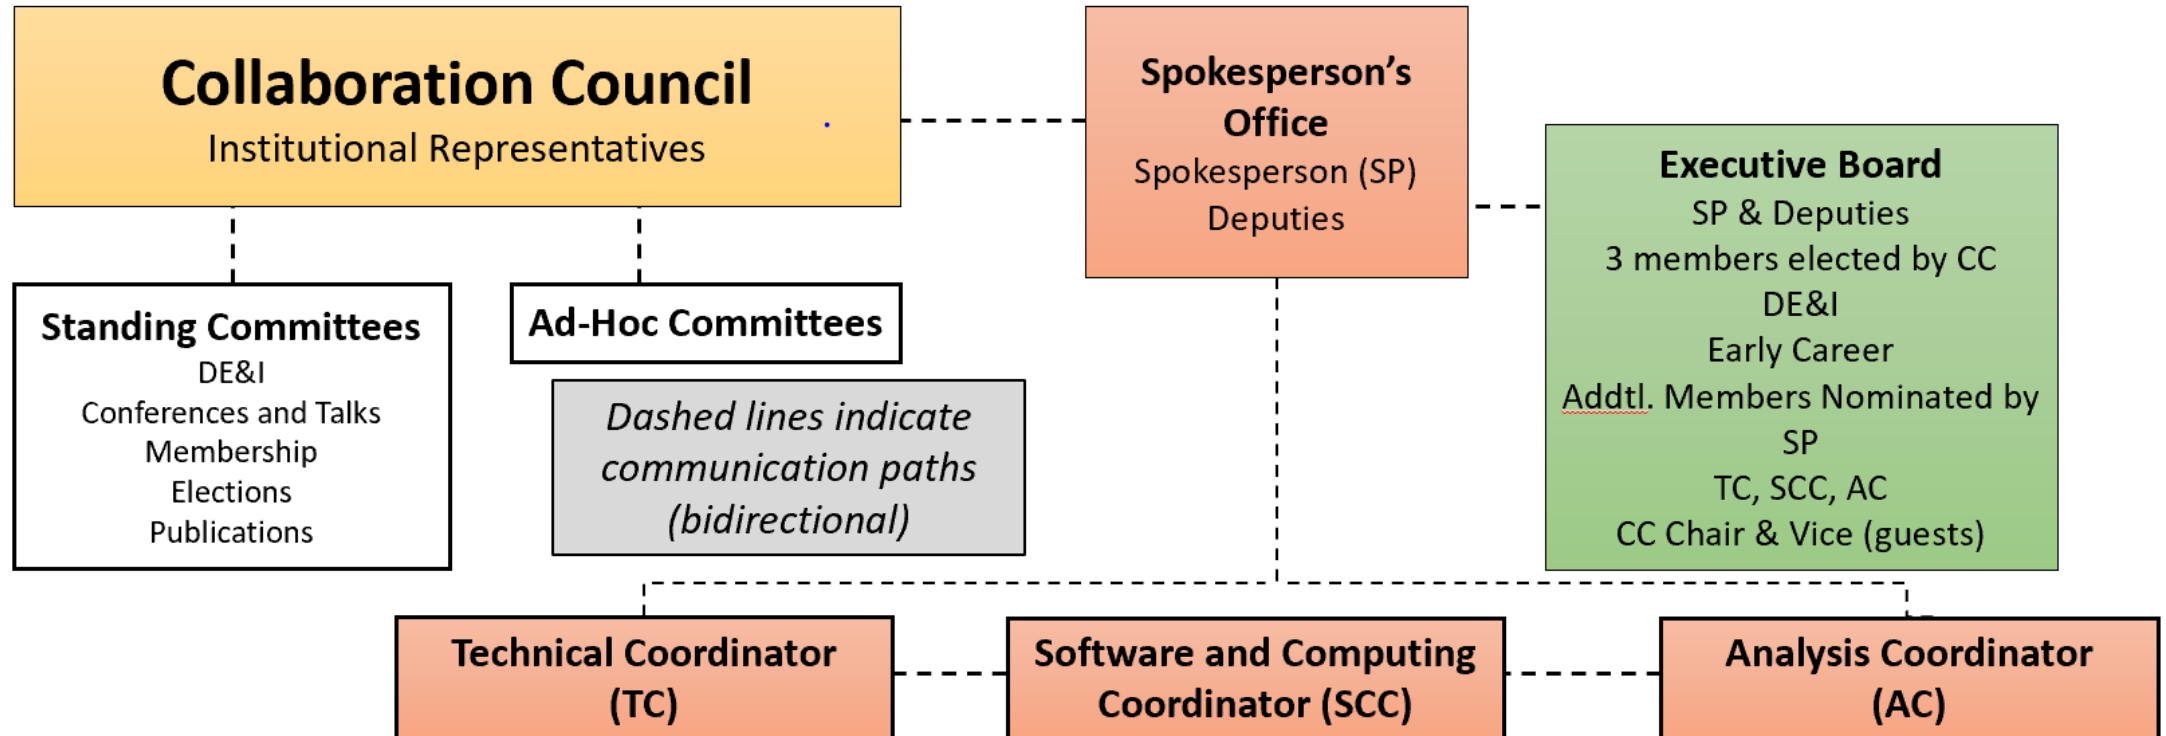 Collaboration Council
Institutional Representatives
Spokesperson's
Office
Spokesperson (SP)
Deputies
Executive Board
SP & Deputies
3 members elected by CC
DE&I
Early Career
Addtl. Members Nominated by
SP
TC, SCC, AC
CC Chair & Vice (guests)
Standing Committees
DE&I
Conferences and Talks
Membership
Elections
Publications
Ad-Hoc Committees
Dashed lines indicate
communication paths
(bidirectional)
Technical Coordinator
(TC)
Software and Computing
Coordinator (SCC)
Analysis Coordinator
(AC)